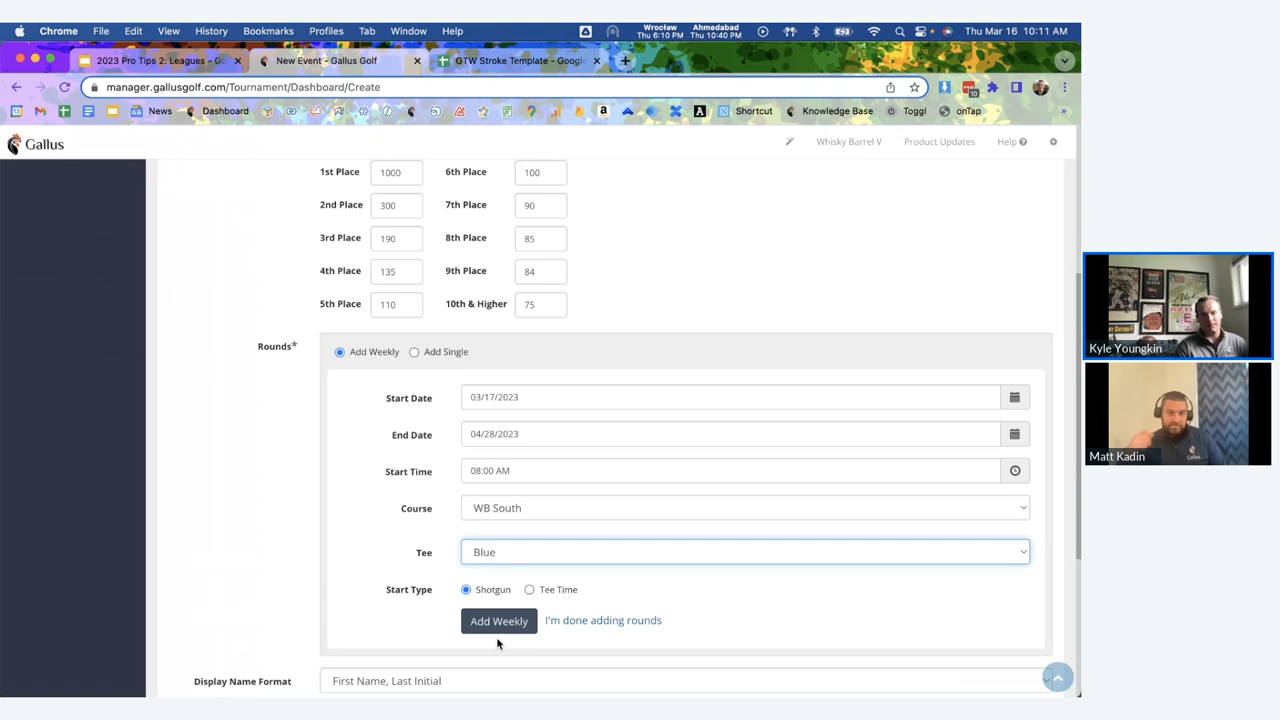 Chrome File Edit View History Bookmarks Profiles Tab Window Help Wrocław Thu 6:10 PM Ahmedabad Thu 10:40 PM Thu Mar 16 10:11 AM
2023 Pro Tips 2: Leagues - Go New Event - Gallus Golf GTW Stroke Template - Google
manager.gallusgolf.com/Tournament/Dashboard/Create 10
News Dashboard Shortcut Knowledge Base Toggl onTap
Gallus Whisky Barrel V Product Updates Help
1st Place 1000 6th Place 100
2nd Place 300 7th Place 90
3rd Place 190 8th Place 85
4th Place 135 9th Place 84
5th Place 110 10th & Higher 75
Rounds* Add Weekly Add Single
Start Date 03/17/2023
End Date 04/28/2023
Start Time 08:00 AM
Course WB South
Tee Blue
Start Type Shotgun Tee Time
Add Weekly I'm done adding rounds
Display Name Format First Name, Last Initial
Kyle Youngkin
Matt Kadin